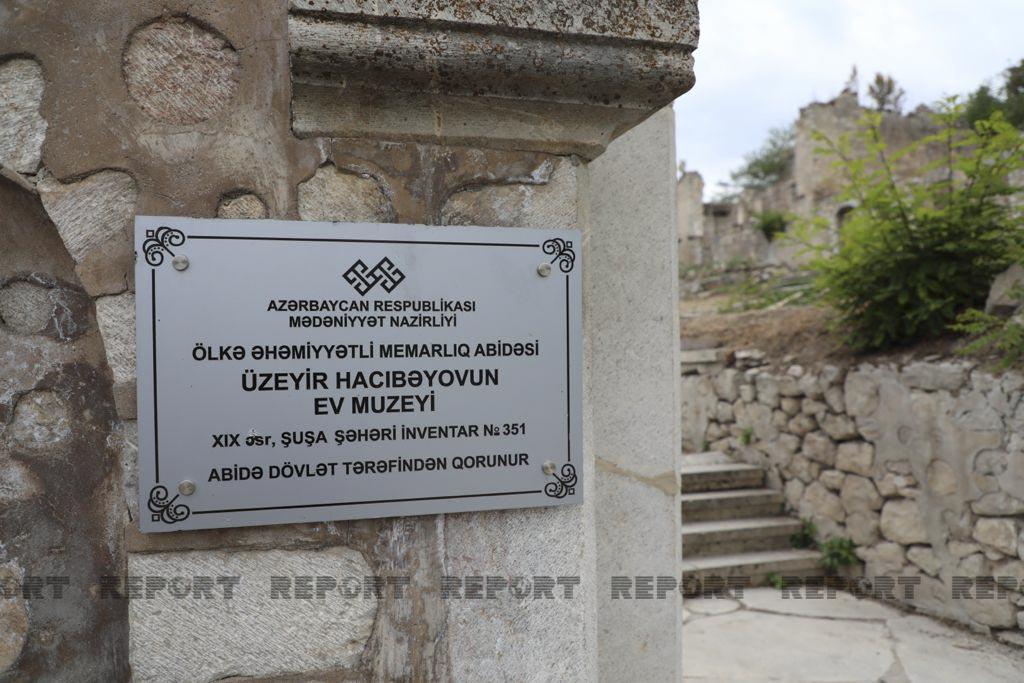 AZƏRBAYCAN RESPUBLİKASI
MƏDƏNİYYƏT NAZİRLİYİ
ÖLKƏ ƏHƏMİYYƏTLİ MEMARLIQ ABİDƏSİ
ÜZEYİR HACIBƏYOVUN
EV MUZEYİ
XIX əsr, ŞUŞA ŞƏHƏRİ İNVENTAR № 351
ABİDƏ DÖVLƏT TƏRƏFİNDƏN QORUNUR
REPORT REPORT REPORT REPORT REPORT REPORT REPORT